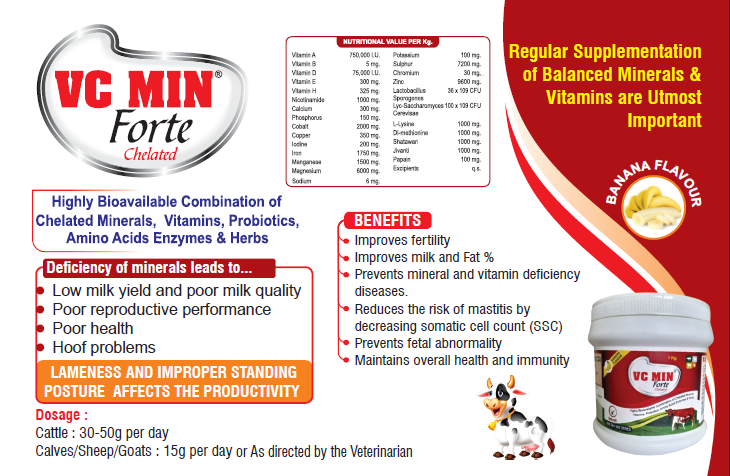 VC MIN®
Forte
Chelated
Highly Bioavailable Combination of
Chelated Minerals, Vitamins, Probiotics,
Amino Acids Enzymes & Herbs
NUTRITIONAL VALUE PER Kg.
Vitamin A 750,000 I.U.
Vitamin B 5 mg.
Vitamin D 75,000 I.U.
Vitamin E 300 mg.
Vitamin H 325 mg.
Nicotinamide 1000 mg.
Calcium 300 mg.
Phosphorus 150 mg.
Cobalt 2000 mg.
Copper 350 mg.
Iodine 200 mg.
Iron 1750 mg.
Manganese 1500 mg.
Magnesium 6000 mg.
Sodium 6 mg.
Potassium 100 mg.
Sulphur 7200 mg.
Chromium 30 mg.
Zinc 9600 mg.
Lactobacillus 36 x 109 CFU
Sporogenes
Lyc-Saccharomyces 100 x 109 CFU
Cerevisae
L-Lysine 1000 mg.
Dl-methionine 1000 mg.
Shatawari 1000 mg.
Jivanti 1000 mg.
Papain 100 mg.
Excipients q.s.
Regular Supplementation
of Balanced Minerals &
Vitamins are Utmost
Important
BANANA FLAVOUR
Deficiency of minerals leads to...
• Low milk yield and poor milk quality
• Poor reproductive performance
• Poor health
• Hoof problems
LAMENESS AND IMPROPER STANDING
POSTURE AFFECTS THE PRODUCTIVITY
BENEFITS
• Improves fertility
• Improves milk and Fat %
• Prevents mineral and vitamin deficiency
diseases.
• Reduces the risk of mastitis by
decreasing somatic cell count (SSC)
• Prevents fetal abnormality
• Maintains overall health and immunity
Dosage :
Cattle : 30-50g per day
Calves/Sheep/Goats : 15g per day or As directed by the Veterinarian
1 Kg.
VC MIN
Forte
Chelated